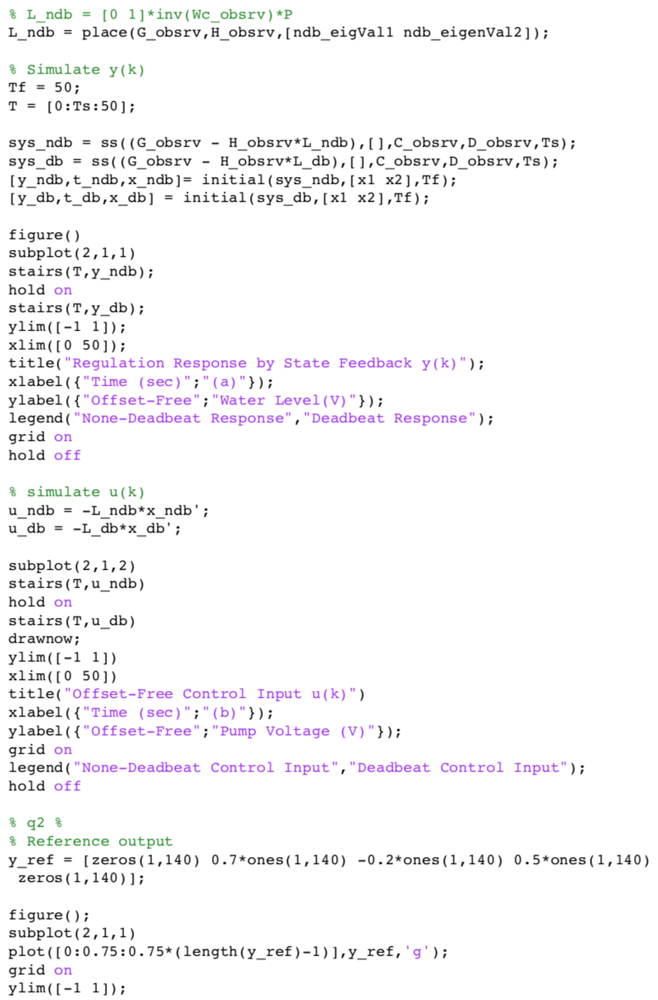 % L_ndb = [0 1]*inv(Wc_obsrv)*P
L_ndb = place(G_obsrv,H_obsrv,[ndb_eigVal1 ndb_eigenVal2]);
% Simulate y(k)
Tf = 50;
T = [0:Ts:50];
sys_ndb = ss((G_obsrv - H_obsrv*L_ndb),[],C_obsrv,D_obsrv,Ts);
sys_db = ss((G_obsrv - H_obsrv*L_db),[],C_obsrv,D_obsrv,Ts);
[y_ndb,t_ndb,x_ndb]= initial(sys_ndb,[x1 x2],Tf);
[y_db,t_db,x_db] = initial(sys_db,[x1 x2],Tf);
figure()
subplot(2,1,1)
stairs(T,y_ndb);
hold on
stairs(T,y_db);
ylim([-1 1]);
xlim([0 50]);
title("Regulation Response by State Feedback y(k)");
xlabel({"Time (sec)";"(a)"});
ylabel({"Offset-Free";"Water Level(V)"});
legend("None-Deadbeat Response","Deadbeat Response");
grid on
hold off
% simulate u(k)
u_ndb = -L_ndb*x_ndb';
u_db = -L_db*x_db';
subplot(2,1,2)
stairs(T,u_ndb)
hold on
stairs(T,u_db)
drawnow;
ylim([-1 1])
xlim([0 50])
title("Offset-Free Control Input u(k)")
xlabel({"Time (sec)";"(b)"});
ylabel({"Offset-Free";"Pump Voltage (V)"});
grid on
legend("None-Deadbeat Control Input","Deadbeat Control Input");
hold off
% q2 %
% Reference output
y_ref = [zeros(1,140) 0.7*ones(1,140) -0.2*ones(1,140) 0.5*ones(1,140)
zeros(1,140)];
figure();
subplot(2,1,1)
plot([0:0.75:0.75*(length(y_ref)-1)],y_ref,'g');
grid on
ylim([-1 1]);